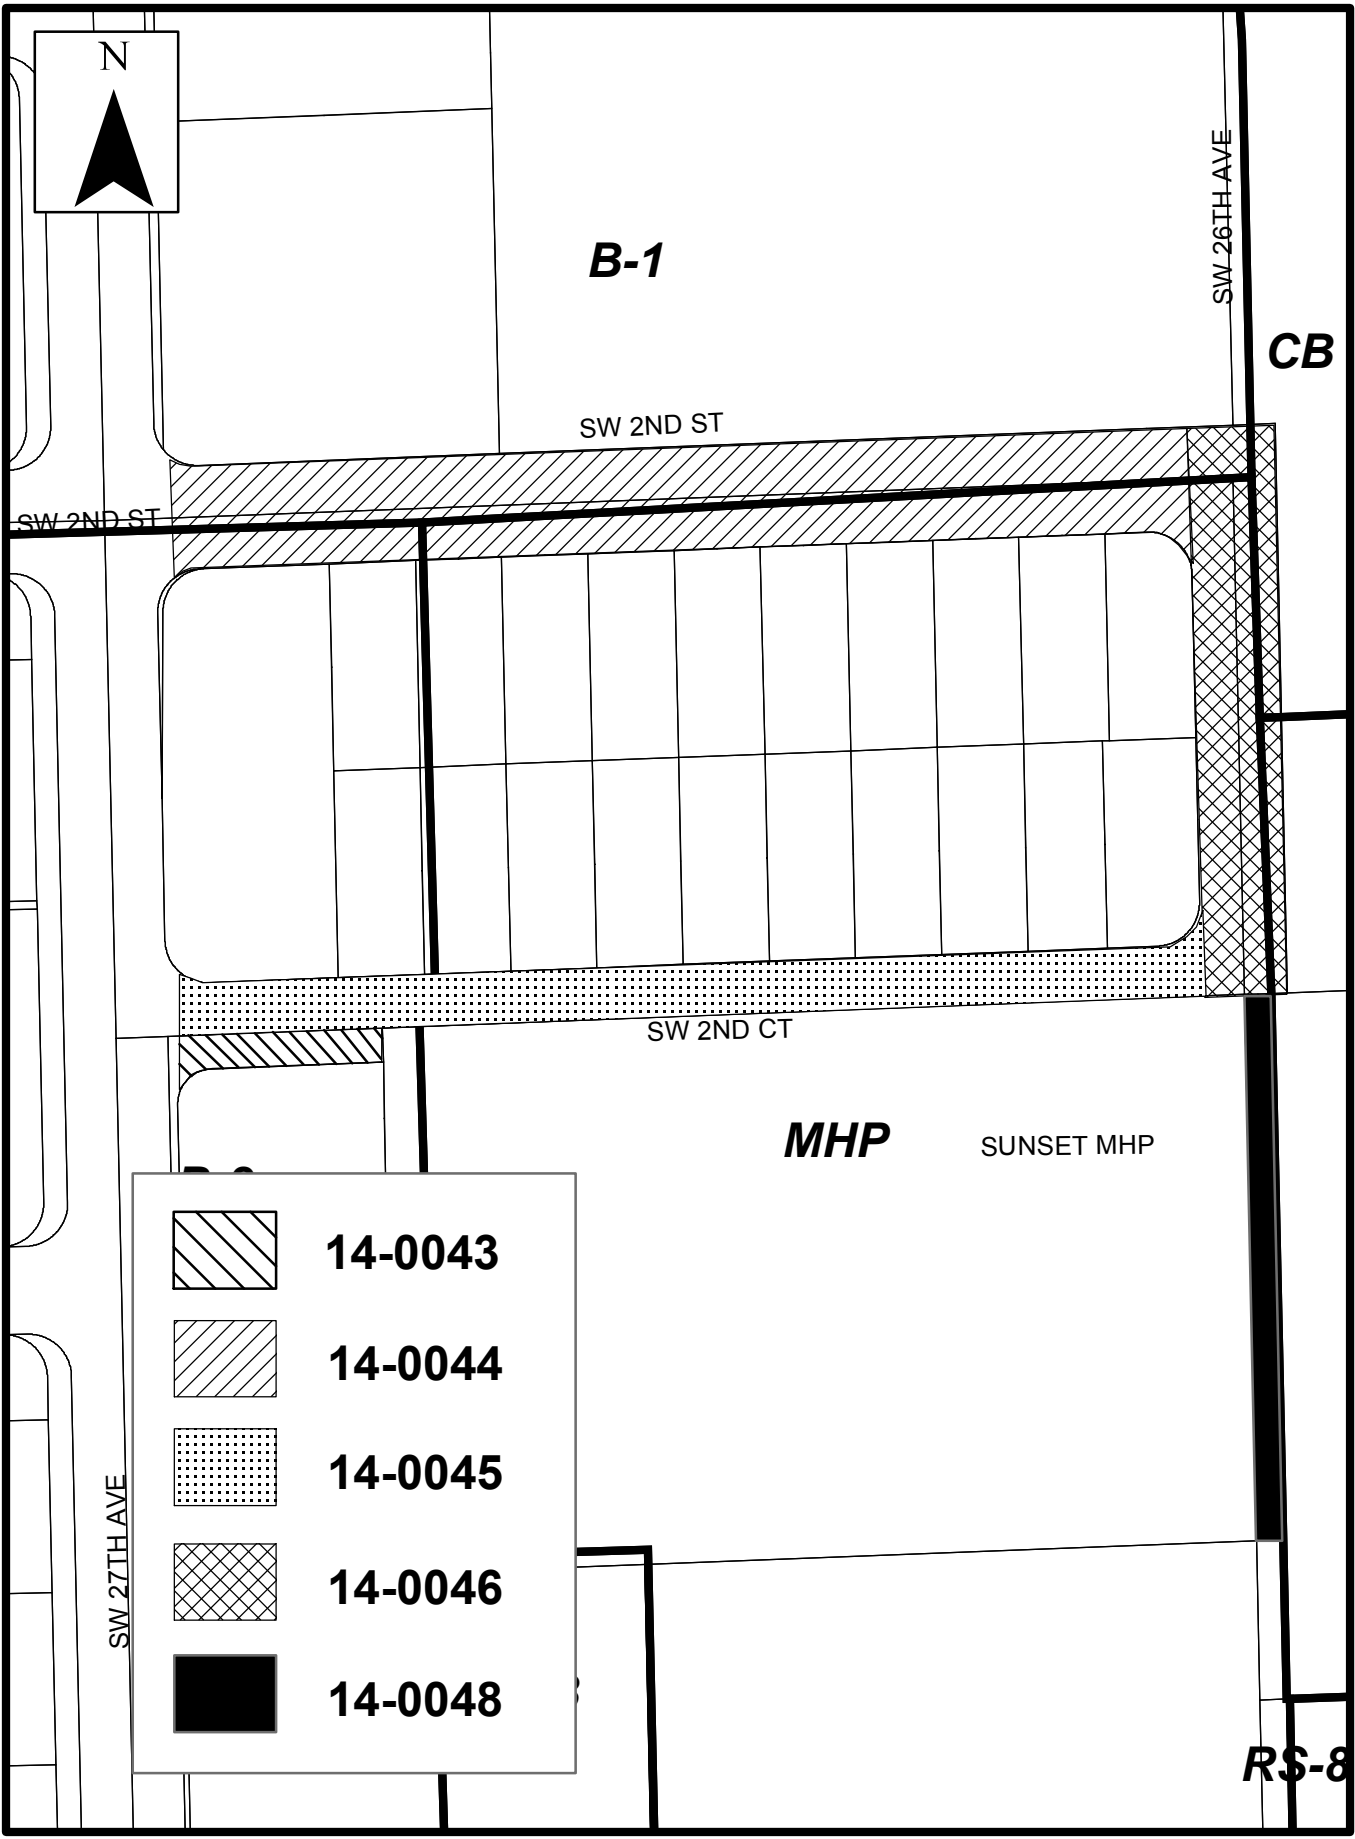 N
SW 26TH AVE
B-1
CB
SW 2ND ST
SW 2ND ST
SW 2ND CT
MHP
SUNSET MHP
14-0043
14-0044
14-0045
14-0046
14-0048
SW 27TH AVE
RS-8